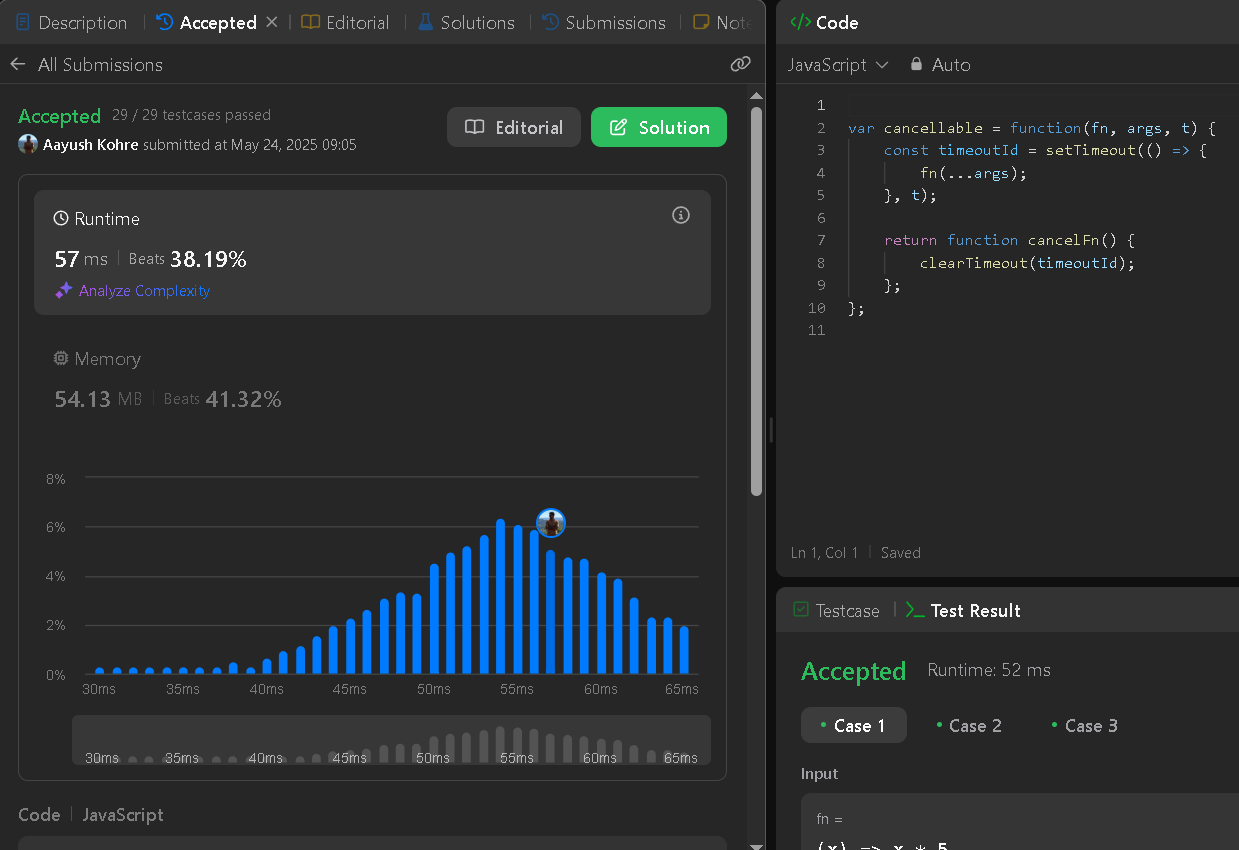 Description Accepted Editorial Solutions Submissions Note
All Submissions
Accepted 29 / 29 testcases passed
Aayush Kohre submitted at May 24, 2025 09:05
Editorial
Solution
Runtime
57 ms Beats 38.19%
Analyze Complexity
Memory
54.13 MB Beats 41.32%
8%
6%
4%
2%
0%
30ms 35ms 40ms 45ms 50ms 55ms 60ms 65ms
30ms 35ms 40ms 45ms 50ms 55ms 60ms 65ms
Code JavaScript
</> Code
JavaScript Auto
1
2 var cancellable = function(fn, args, t) {
3 const timeoutId = setTimeout(() => {
4 fn(...args);
5 }, t);
6
7 return function cancelFn() {
8 clearTimeout(timeoutId);
9 };
10 };
11
Ln 1, Col 1 Saved
Testcase >_ Test Result
Accepted Runtime: 52 ms
• Case 1 • Case 2 • Case 3
Input
fn =
(x) => x * 5